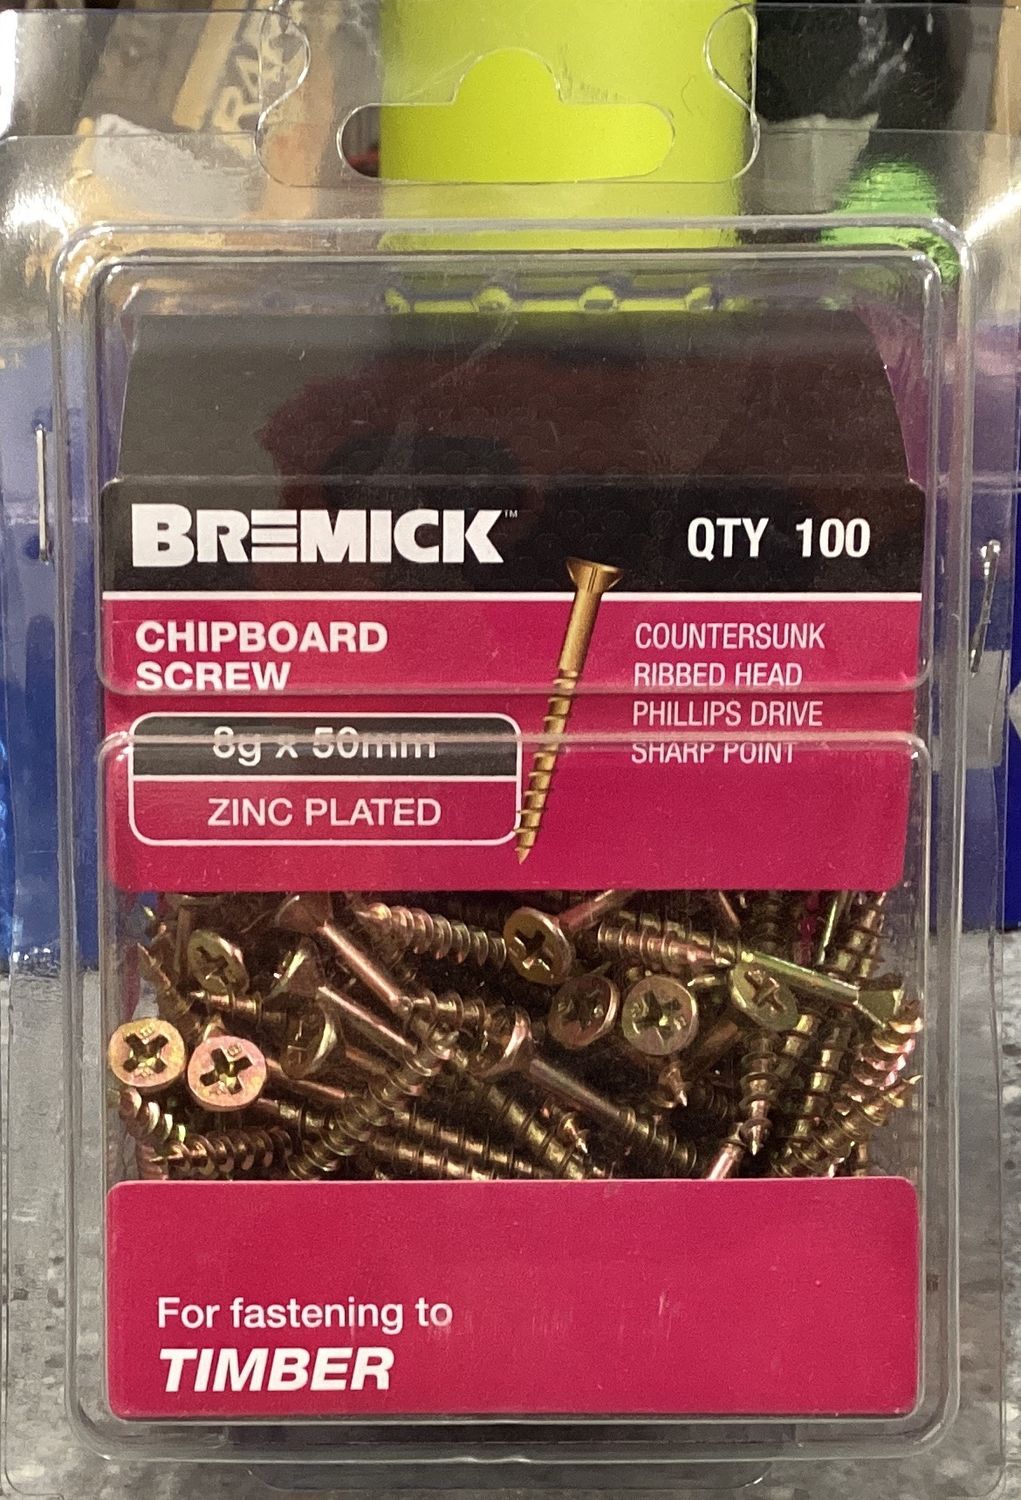 BREMICK™
QTY 100
CHIPBOARD
SCREW
8g x 50mm
ZINC PLATED
COUNTERSUNK
RIBBED HEAD
PHILLIPS DRIVE
SHARP POINT
For fastening to
TIMBER